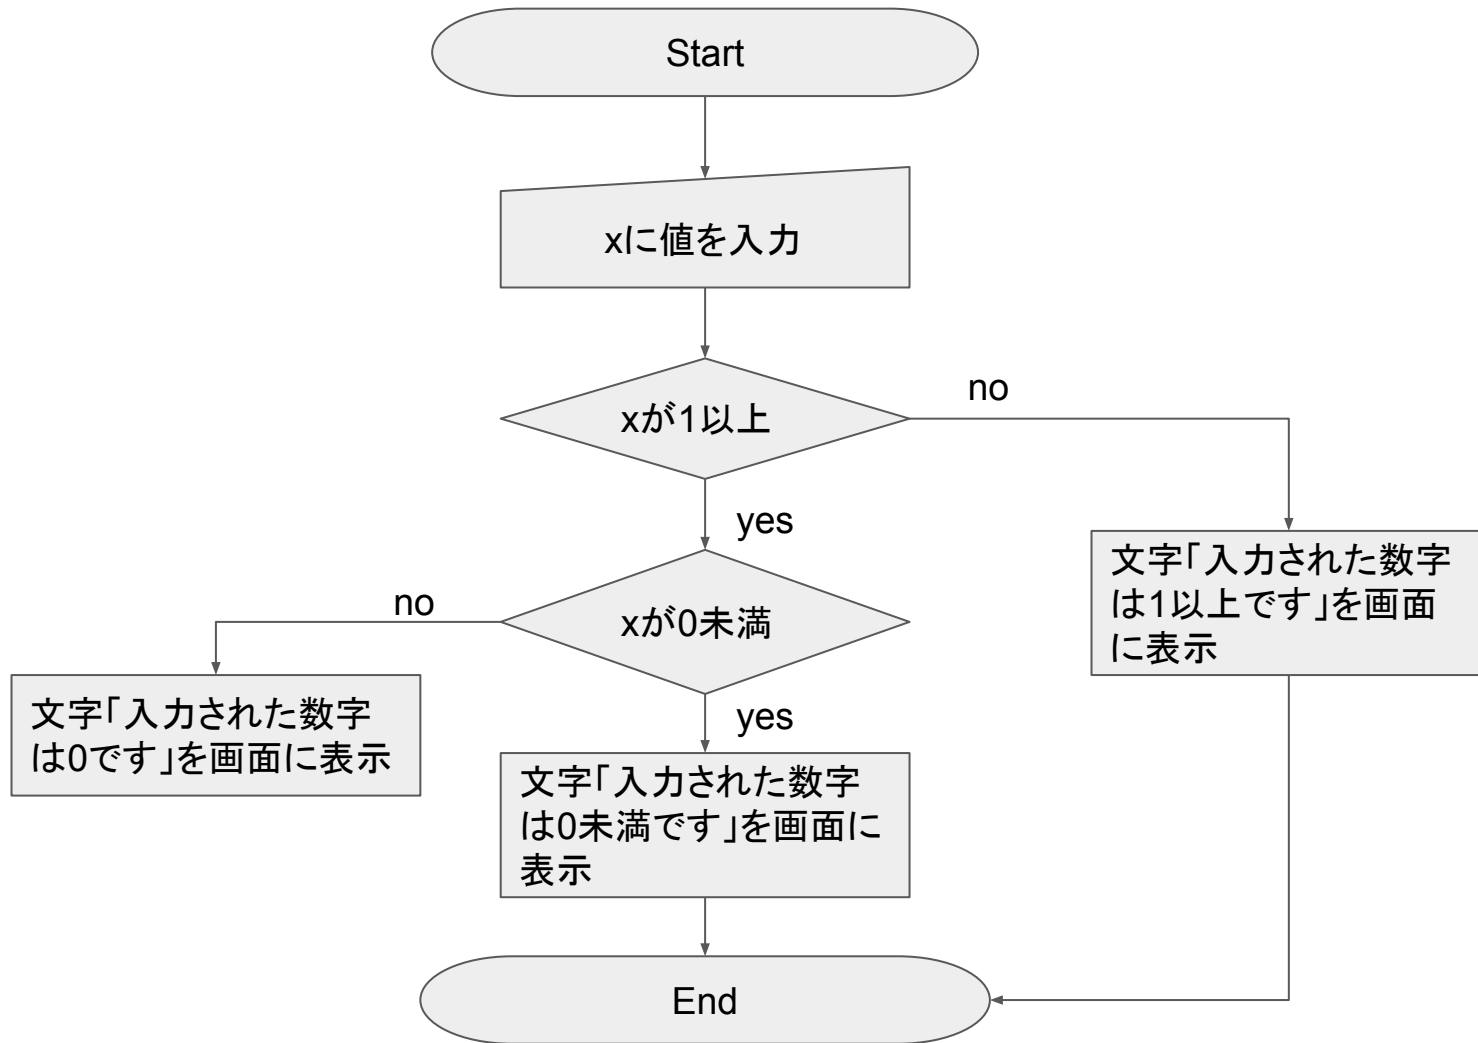 Start
xに値を入力
xが1以上
no
yes
文字「入力された数字
は1以上です」を画面
に表示
no
xが0未満
文字「入力された数字
は0です」を画面に表示
yes
文字「入力された数字
は0未満です」を画面に
表示
End